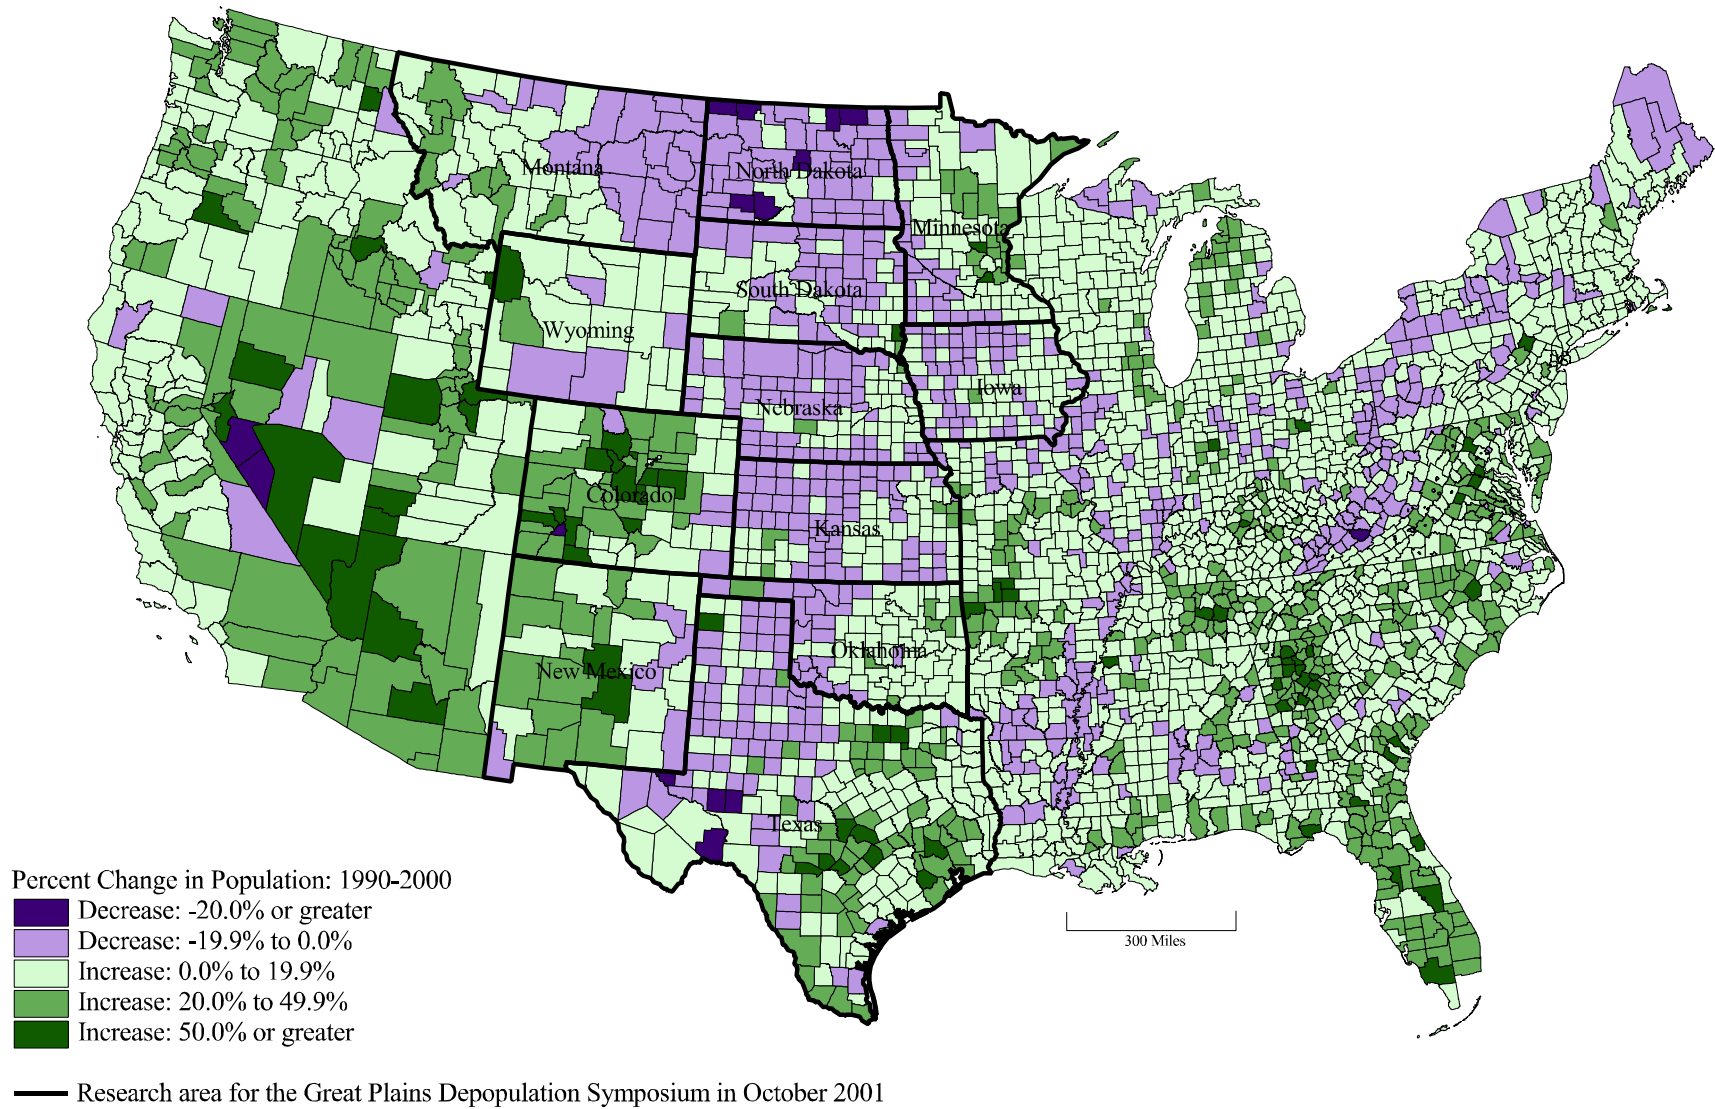 Montana
North Dakota
Minnesota
South Dakota
Wyoming
Iowa
Nebraska
Colorado
Kansas
Oklahoma
New Mexico
Texas
Percent Change in Population: 1990-2000
Decrease: -20.0% or greater
Decrease: -19.9% to 0.0%
Increase: 0.0% to 19.9%
Increase: 20.0% to 49.9%
Increase: 50.0% or greater
300 Miles
Research area for the Great Plains Depopulation Symposium in October 2001